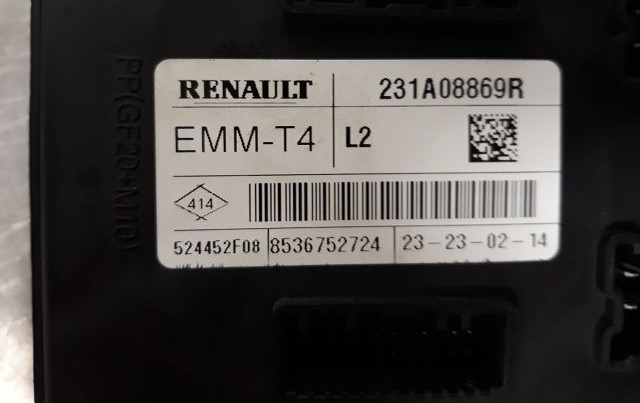 RENAULT 231A08869R
EMM-T4 L2
414
524452F08 8536752724 23-23-02-14
PP(GF20+M10)